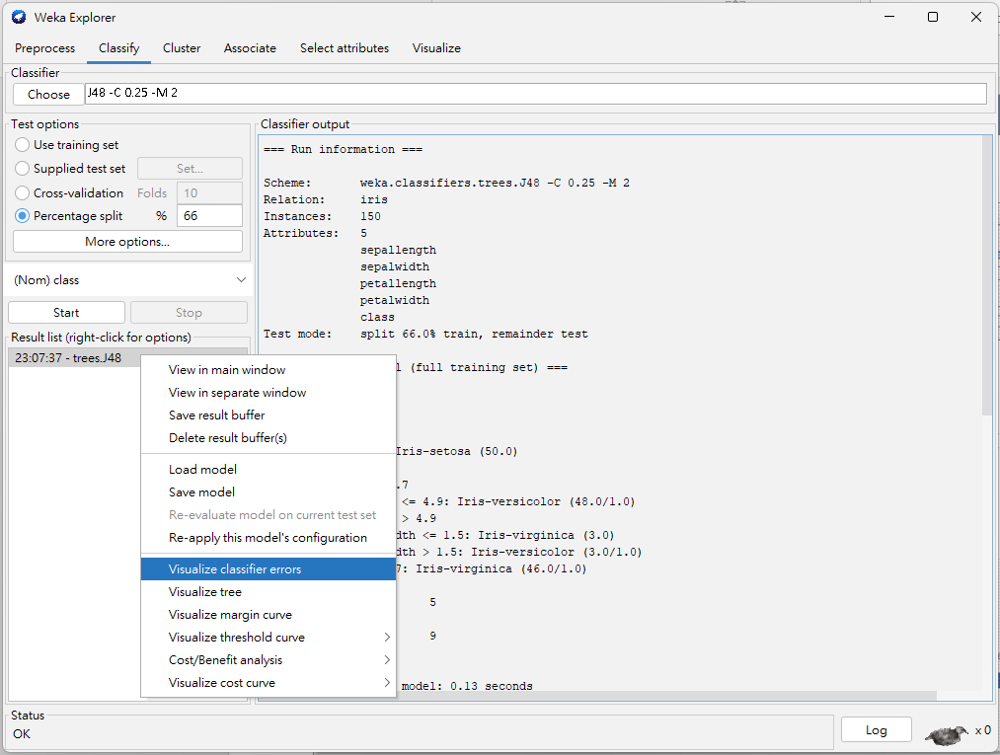 Weka Explorer
Preprocess Classify Cluster Associate Select attributes Visualize
Classifier
Choose J48 -C 0.25 -M 2
Test options
Use training set
Supplied test set Set...
Cross-validation Folds 10
Percentage split % 66
More options...
(Nom) class
Start Stop
Result list (right-click for options)
23:07:37 - trees.J48
View in main window
View in separate window
Save result buffer
Delete result buffer(s)
Load model
Save model
Re-evaluate model on current test set
Re-apply this model's configuration
Visualize classifier errors
Visualize tree
Visualize margin curve
Visualize threshold curve
Cost/Benefit analysis
Visualize cost curve
Classifier output
=== Run information ===
Scheme: weka.classifiers.trees.J48 -C 0.25 -M 2
Relation: iris
Instances: 150
Attributes: 5
sepallength
sepalwidth
petallength
petalwidth
class
Test mode: split 66.0% train, remainder test
(full training set) ===
Iris-setosa (50.0)
.7
<= 4.9: Iris-versicolor (48.0/1.0)
> 4.9
dth <= 1.5: Iris-virginica (3.0)
dth > 1.5: Iris-versicolor (3.0/1.0)
7: Iris-virginica (46.0/1.0)
5
9
model: 0.13 seconds
Status
OK
Log
x 0